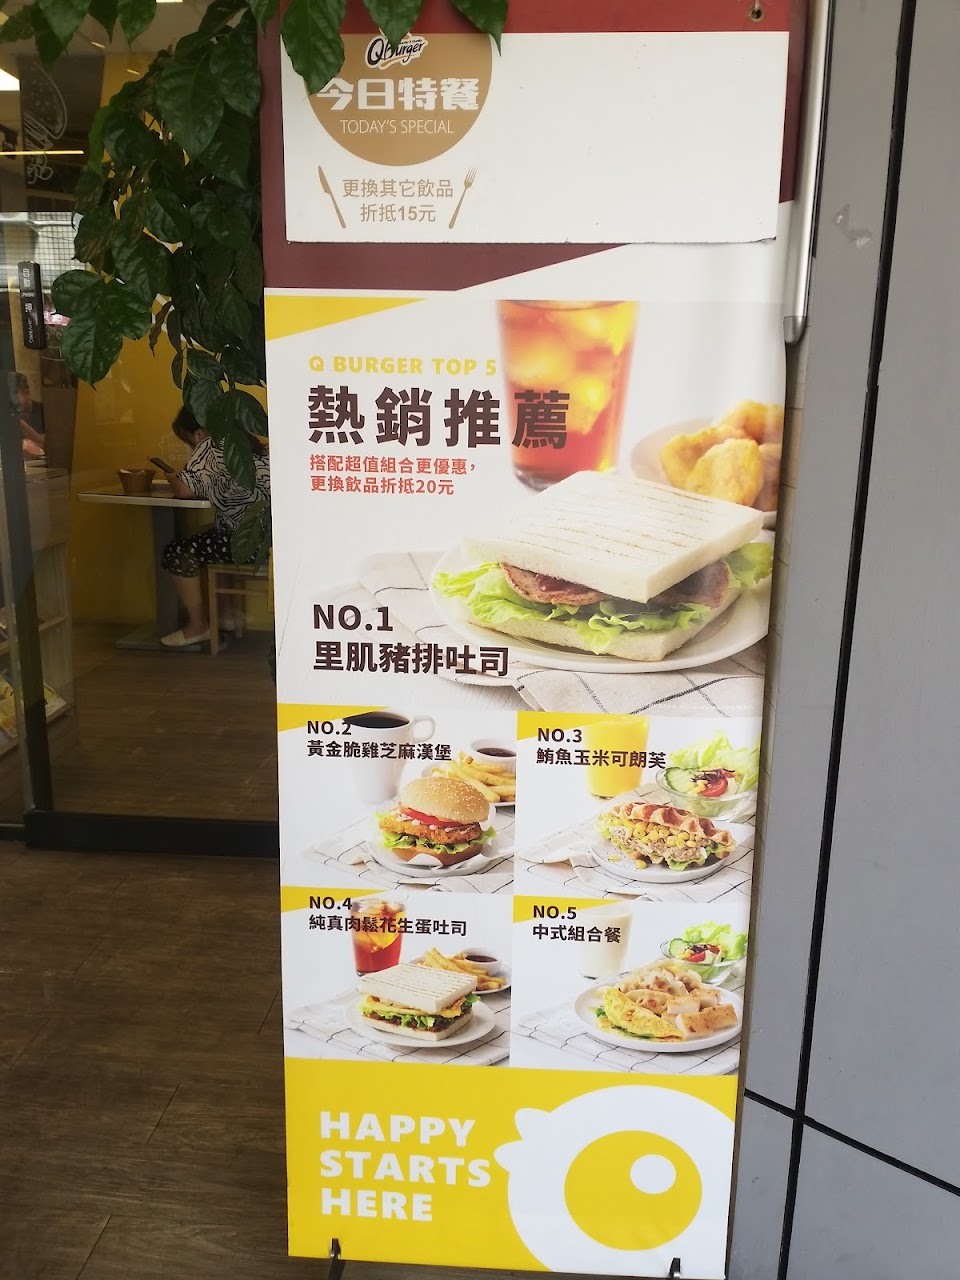 Q Burger
今日特餐
TODAY'S SPECIAL
更換其它飲品
折抵15元
Q BURGER TOP 5
熱銷推薦
搭配超值組合更優惠，
更換飲品折抵20元
NO.1
里肌豬排吐司
NO.2
黃金脆雞芝麻漢堡
NO.3
鮪魚玉米可朗芙
NO.4
純真肉鬆花生蛋吐司
NO.5
中式組合餐
HAPPY
STARTS
HERE